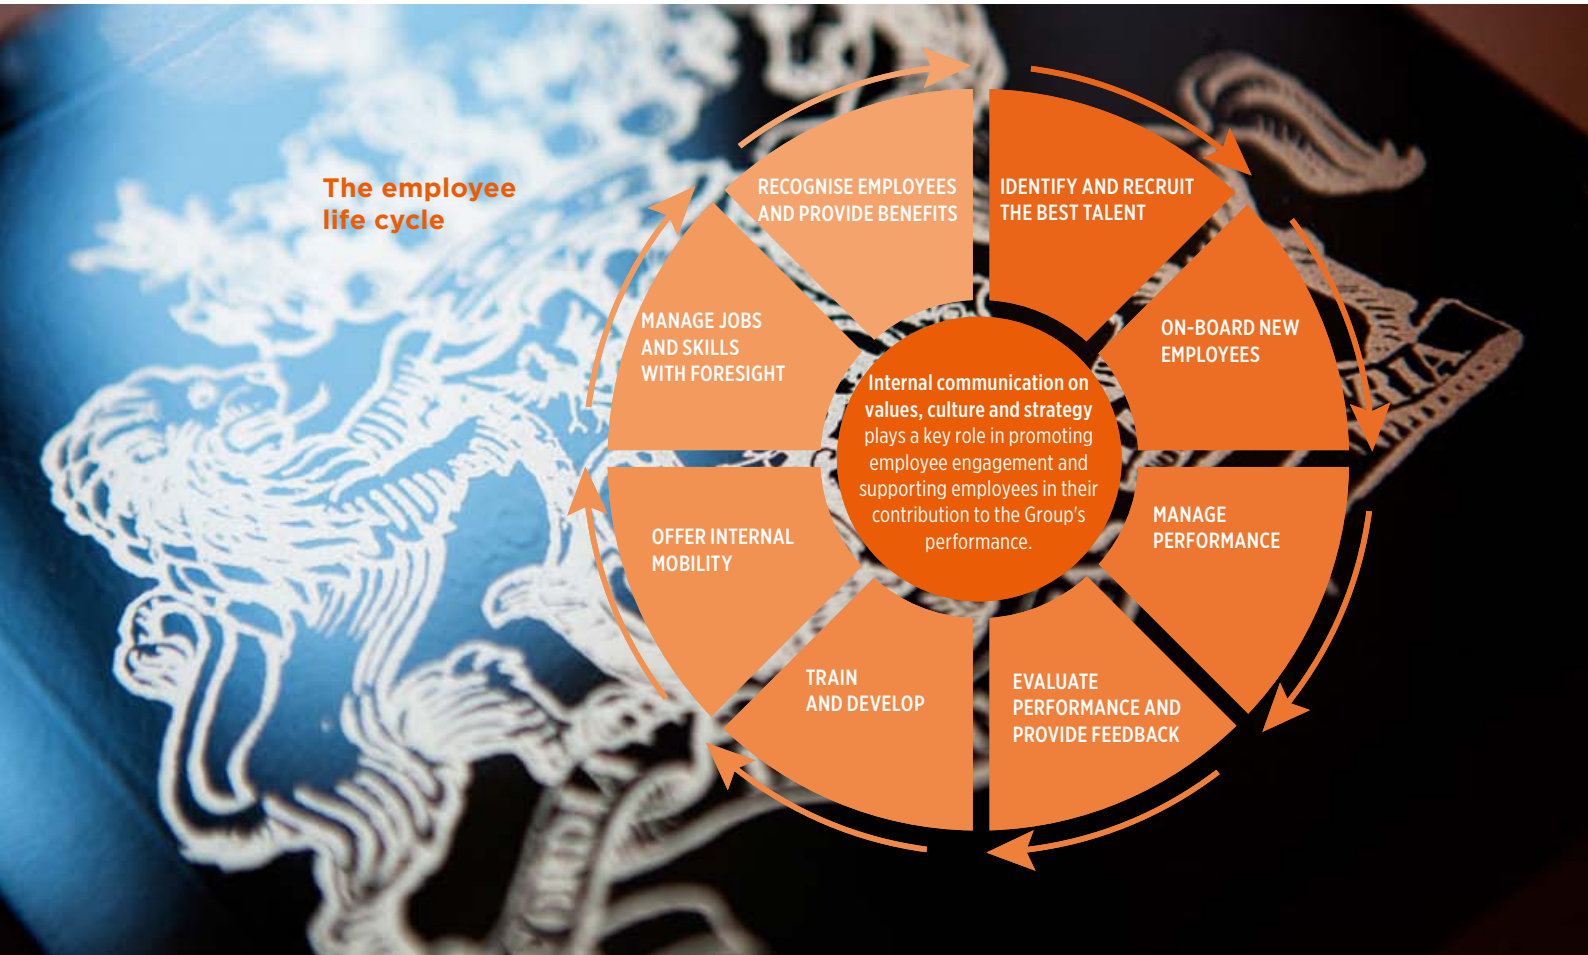 The employee
life cycle
RECOGNISE EMPLOYEES
AND PROVIDE BENEFITS
IDENTIFY AND RECRUIT
THE BEST TALENT
ON-BOARD NEW
EMPLOYEES
MANAGE
PERFORMANCE
EVALUATE
PERFORMANCE AND
PROVIDE FEEDBACK
TRAIN
AND DEVELOP
OFFER INTERNAL
MOBILITY
MANAGE JOBS
AND SKILLS
WITH FORESIGHT
Internal communication on
values, culture and strategy
plays a key role in promoting
employee engagement and
supporting employees in their
contribution to the Group's
performance.